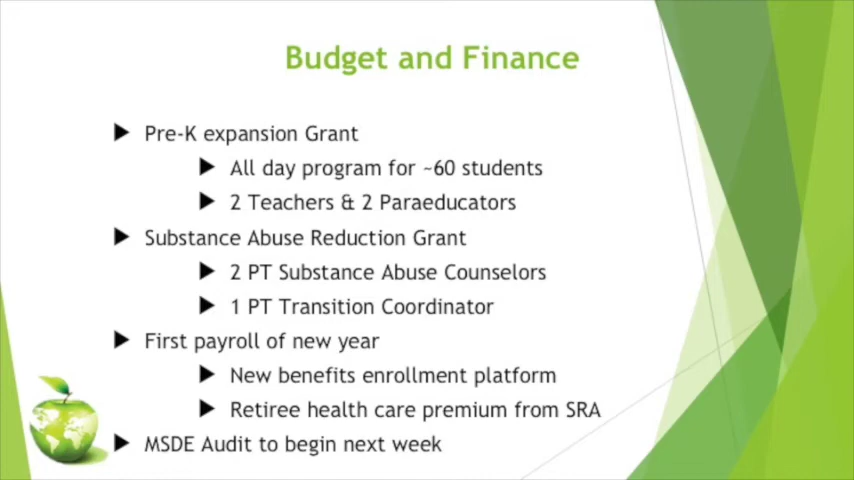 Budget and Finance
Pre-K expansion Grant
All day program for ~60 students
2 Teachers & 2 Paraeducators
Substance Abuse Reduction Grant
2 PT Substance Abuse Counselors
1 PT Transition Coordinator
First payroll of new year
New benefits enrollment platform
Retiree health care premium from SRA
MSDE Audit to begin next week